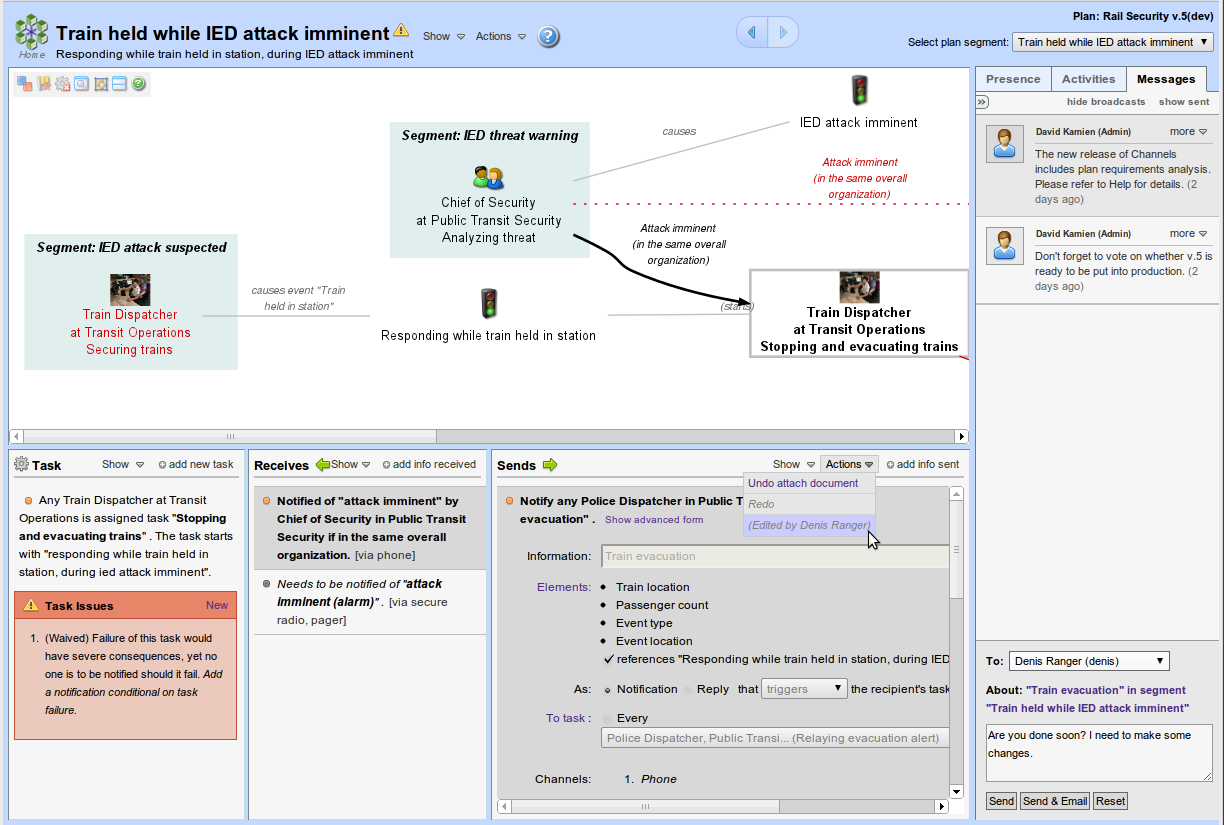 Home
Train held while IED attack imminent
Show
Actions
?
Responding while train held in station, during IED attack imminent
Plan: Rail Security v.5(dev)
Select plan segment: Train held while IED attack imminent
Segment: IED threat warning
Chief of Security
at Public Transit Security
Analyzing threat
causes
IED attack imminent
Attack imminent
(in the same overall
organization)
Attack imminent
(in the same overall
organization)
Segment: IED attack suspected
Train Dispatcher
at Transit Operations
Securing trains
causes event "Train
held in station"
Responding while train held in station
(starts)
Train Dispatcher
at Transit Operations
Stopping and evacuating trains
Presence
Activities
Messages
hide broadcasts show sent
David Kamien (Admin) more
The new release of Channels
includes plan requirements analysis.
Please refer to Help for details. (2
days ago)
David Kamien (Admin) more
Don't forget to vote on whether v.5 is
ready to be put into production. (2
days ago)
Task Show add new task
Any Train Dispatcher at Transit
Operations is assigned task "Stopping
and evacuating trains" . The task starts
with "responding while train held in
station, during ied attack imminent".
Task Issues New
1. (Waived) Failure of this task would
have severe consequences, yet no
one is to be notified should it fail. Add
a notification conditional on task
failure.
Receives Show add info received
Notified of "attack imminent" by
Chief of Security in Public Transit
Security if in the same overall
organization. [via phone]
Needs to be notified of "attack
imminent (alarm)" . [via secure
radio, pager]
Sends Show Actions add info sent
Undo attach document
Redo
(Edited by Denis Ranger)
Notify any Police Dispatcher in Public T
evacuation" . Show advanced form
Information: Train evacuation
Elements: Train location
Passenger count
Event type
Event location
references "Responding while train held in station, during IED
As: Notification Reply that triggers the recipient's task
To task : Every
Police Dispatcher, Public Transi... (Relaying evacuation alert)
Channels: 1. Phone
To: Denis Ranger (denis)
About: "Train evacuation" in segment
"Train held while IED attack imminent"
Are you done soon? I need to make some
changes.
Send Send & Email Reset